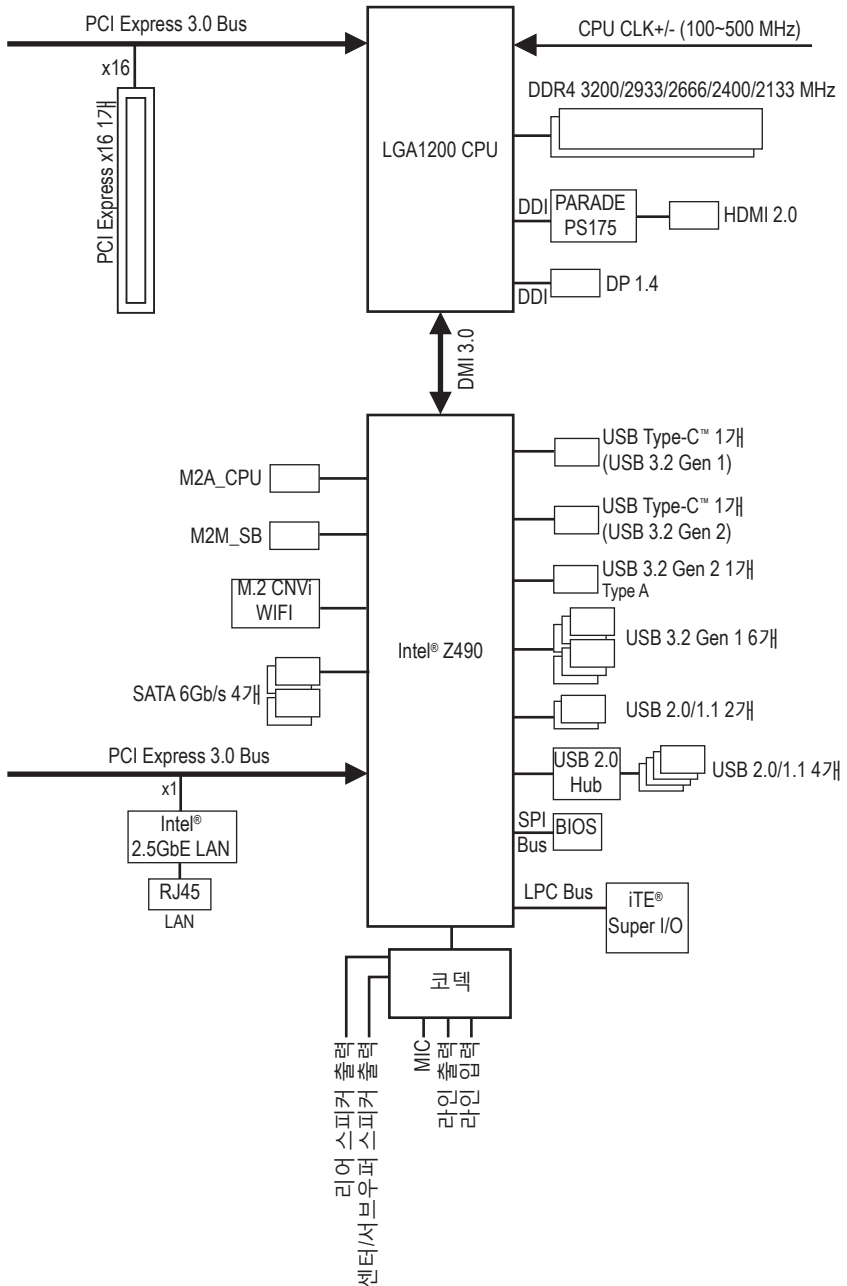 PCI Express 3.0 Bus
CPU CLK+/- (100~500 MHz)
x16
PCI Express x16 1개
DDR4 3200/2933/2666/2400/2133 MHz
LGA1200 CPU
DDI
PARADE
PS175
HDMI 2.0
DDI
DP 1.4
DMI 3.0
M2A_CPU
M2M_SB
M.2 CNVi
WIFI
SATA 6Gb/s 4개
Intel® Z490
USB Type-C™ 1개
(USB 3.2 Gen 1)
USB Type-C™ 1개
(USB 3.2 Gen 2)
USB 3.2 Gen 2 1개
Type A
USB 3.2 Gen 1 6개
USB 2.0/1.1 2개
USB 2.0
Hub
USB 2.0/1.1 4개
PCI Express 3.0 Bus
x1
Intel®
2.5GbE LAN
RJ45
LAN
SPI
Bus
BIOS
LPC Bus
iTE®
Super I/O
코덱
리어 스피커 출력
센터/서브우퍼 스피커 출력
MIC
라인 출력
라인 입력